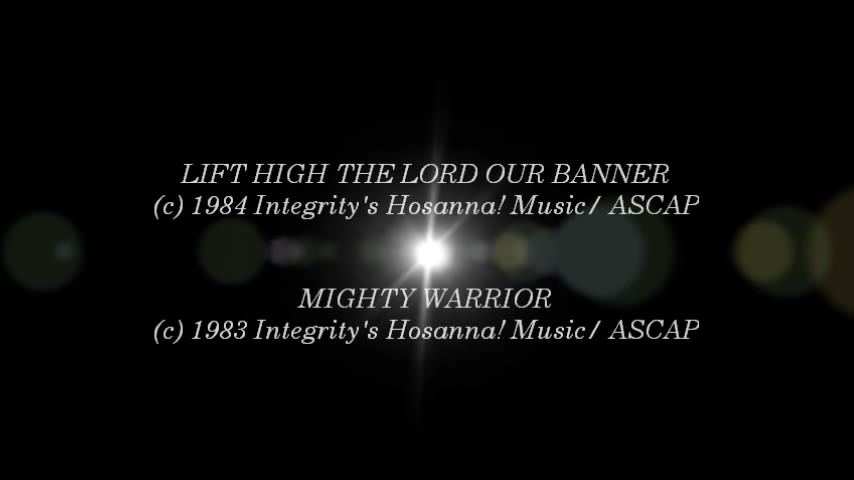 LIFT HIGH THE LORD OUR BANNER
(c) 1984 Integrity's Hosanna! Music/ ASCAP
MIGHTY WARRIOR
(c) 1983 Integrity's Hosanna! Music/ ASCAP